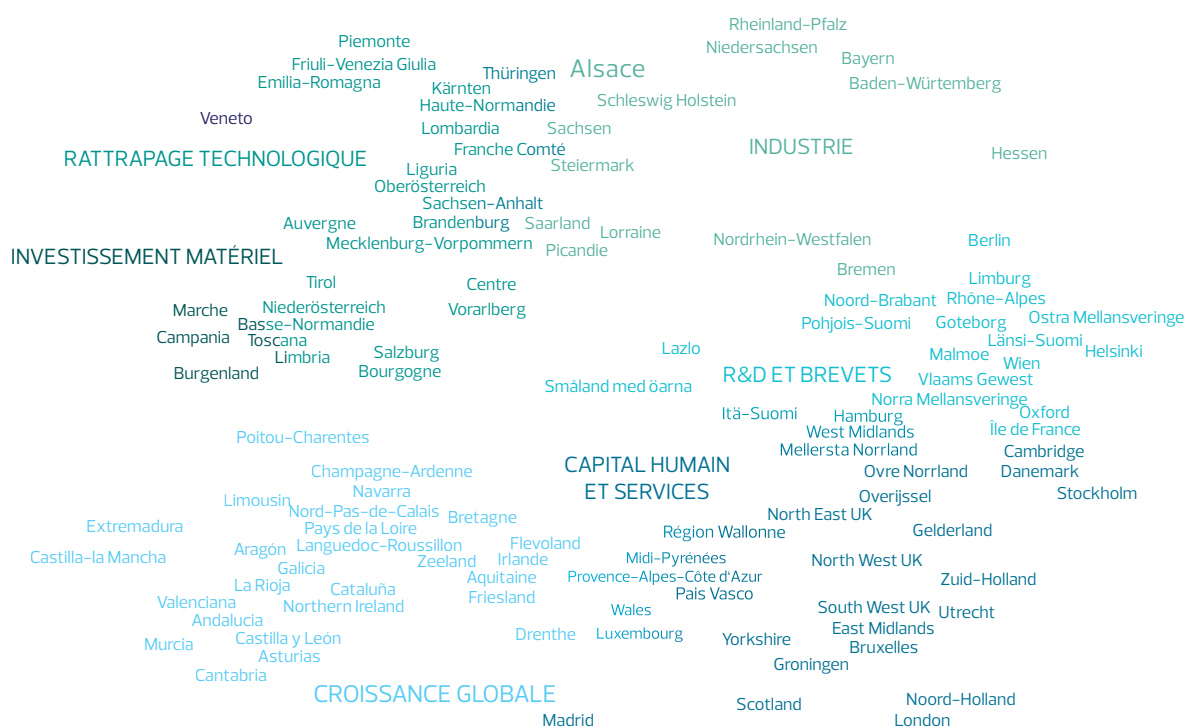 Rheinland-Pfalz
Piemonte
Niedersachsen
Bayern
Friuli-Venezia Giulia
Alsace
Thüringen
Emilia-Romagna
Baden-Würtemberg
Kärnten
Schleswig Holstein
Haute-Normandie
Veneto
Lombardia
Sachsen
INDUSTRIE
Franche Comté
Hessen
RATTRAPAGE TECHNOLOGIQUE
Steiermark
Liguria
Oberösterreich
Sachsen-Anhalt
Auvergne
Brandenburg
Saarland
Lorraine
Nordrhein-Westfalen
Berlin
Mecklenburg-Vorpommern
Picandie
INVESTISSEMENT MATÉRIEL
Bremen
Limburg
Tirol
Centre
Noord-Brabant
Rhône-Alpes
Niederösterreich
Vorarlberg
Marche
Ostra Mellansveringe
Basse-Normandie
Pohjois-Suomi
Goteborg
Campania
Toscana
Länsi-Suomi
Lazlo
Salzburg
Helsinki
Limbria
Malmoe
Wien
Burgenland
Bourgogne
R&D ET BREVETS
Vlaams Gewest
Småland med öarna
Norra Mellansveringe
Itä-Suomi
Hamburg
Oxford
West Midlands
Île de France
Poitou-Charentes
Mellersta Norrland
Cambridge
CAPITAL HUMAIN
ET SERVICES
Champagne-Ardenne
Ovre Norrland
Danemark
Navarra
Overijssel
Stockholm
Limousin
Nord-Pas-de-Calais
Bretagne
North East UK
Extremadura
Pays de la Loire
Région Wallonne
Gelderland
Languedoc-Roussillon
Flevoland
Aragón
Castilla-la Mancha
Zeeland
Irlande
Midi-Pyrénées
North West UK
Galicia
Aquitaine
Provence-Alpes-Côte d'Azur
Zuid-Holland
La Rioja
Cataluña
Friesland
Pais Vasco
Valenciana
Northern Ireland
Wales
South West UK
Utrecht
Andalucia
East Midlands
Murcia
Castilla y León
Drenthe
Luxembourg
Yorkshire
Bruxelles
Asturias
Groningen
Cantabria
CROISSANCE GLOBALE
Scotland
Noord-Holland
Madrid
London